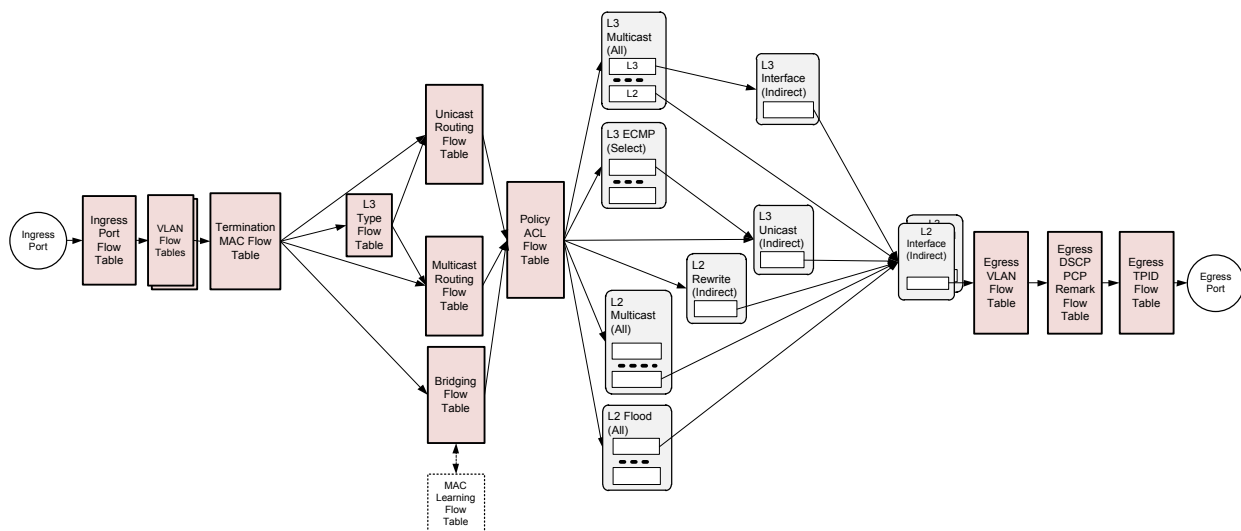 Ingress
Port
Ingress
Port
Flow
Table
VLAN
Flow
Tables
Termination
MAC Flow
Table
L3
Type
Flow
Table
Unicast
Routing
Flow
Table
Multicast
Routing
Flow
Table
Bridging
Flow
Table
MAC
Learning
Flow
Table
Policy
ACL
Flow
Table
L3
Multicast
(All)
L3
L2
L3 ECMP
(Select)
L3
Interface
(Indirect)
L3
Unicast
(Indirect)
L2
Rewrite
(Indirect)
L2
Multicast
(All)
L2 Flood
(All)
L2
Interface
(Indirect)
Egress
VLAN
Flow
Table
Egress
DSCP
PCP
Remark
Flow
Table
Egress
TPID
Flow
Table
Egress
Port